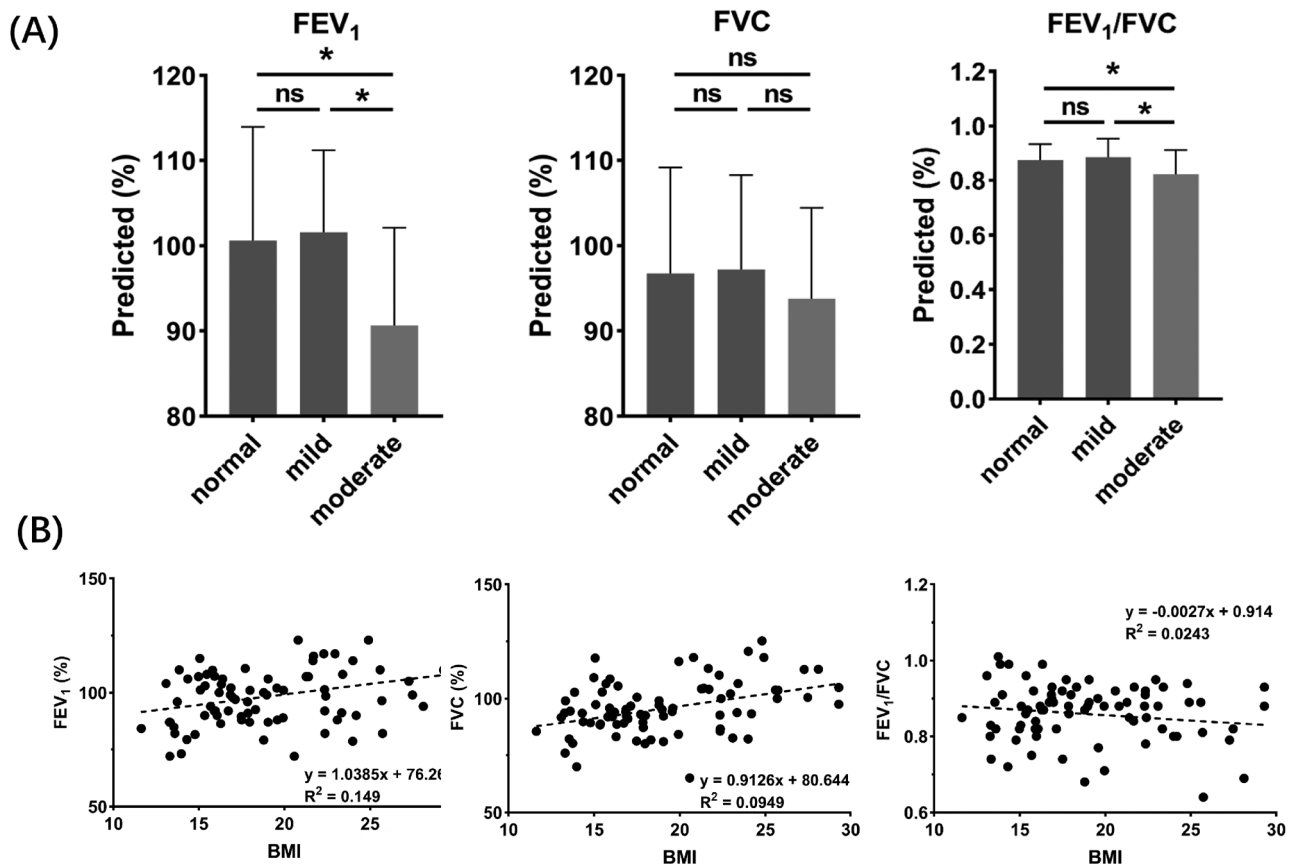 (A)
FEV1
*
ns
*
Predicted (%)
120
110
100
90
80
normal
mild
moderate
FVC
ns
ns
ns
Predicted (%)
120
110
100
90
80
normal
mild
moderate
FEV1/FVC
*
ns
*
Predicted (%)
1.2
1.0
0.8
0.6
0.4
0.2
0.0
normal
mild
moderate
(B)
FEV1 (%)
150
100
50
10
15
20
25
BMI
y = 1.0385x + 76.26
R2 = 0.149
FVC (%)
150
100
50
10
15
20
25
30
BMI
y = 0.9126x + 80.644
R2 = 0.0949
FEV1/FVC
1.2
1.0
0.8
0.6
10
15
20
25
30
BMI
y = -0.0027x + 0.914
R2 = 0.0243